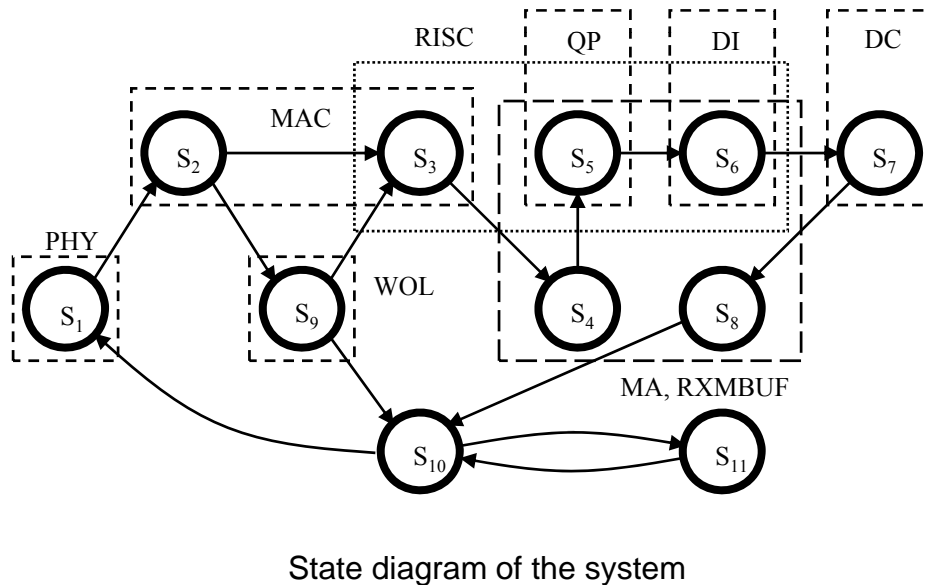 RISC
QP
DI
DC
MAC
S2
S3
S5
S6
S7
PHY
WOL
S1
S9
S4
S8
MA, RXMBUF
S10
S11
State diagram of the system